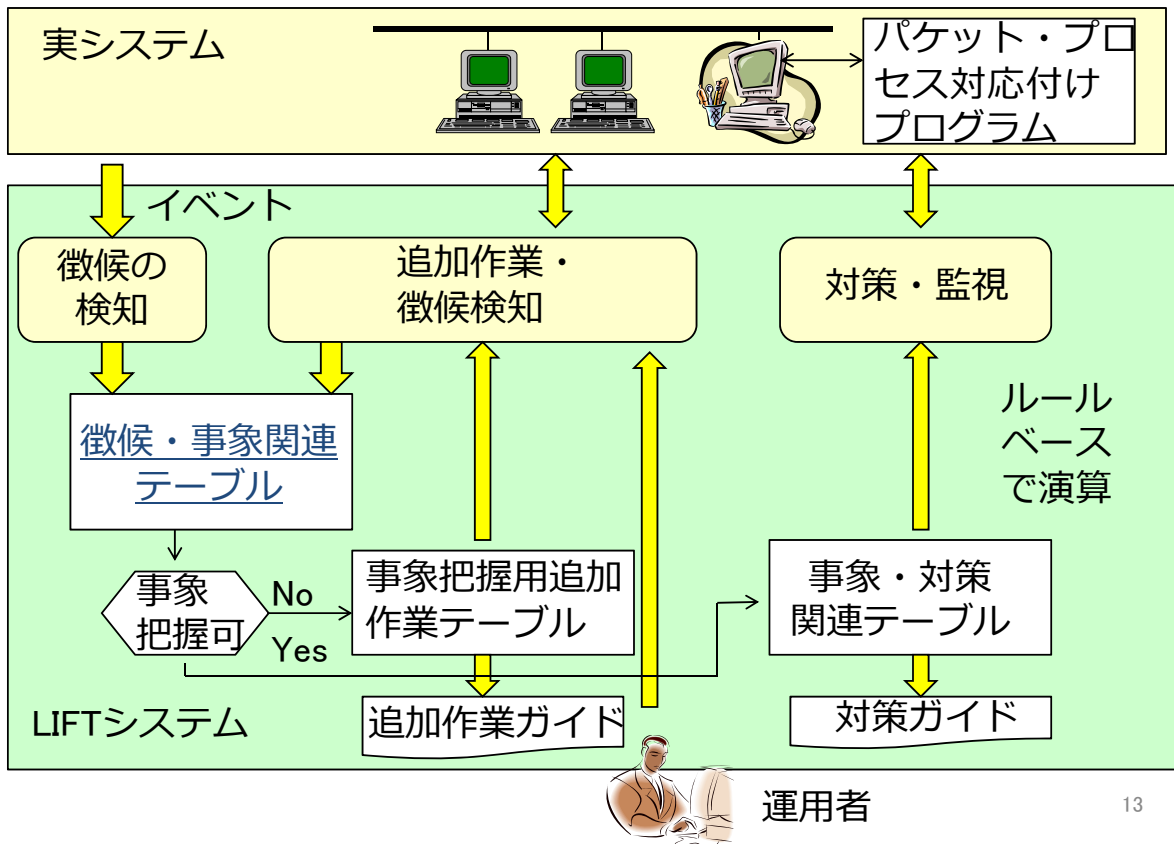 実システム
パケット・プロ
セス対応付け
プログラム
イベント
徴候の
検知
追加作業・
徴候検知
対策・監視
徴候・事象関連
テーブル
ルール
ベース
で演算
事象
把握可
No
Yes
事象把握用追加
作業テーブル
事象・対策
関連テーブル
LIFTシステム
追加作業ガイド
対策ガイド
運用者
13